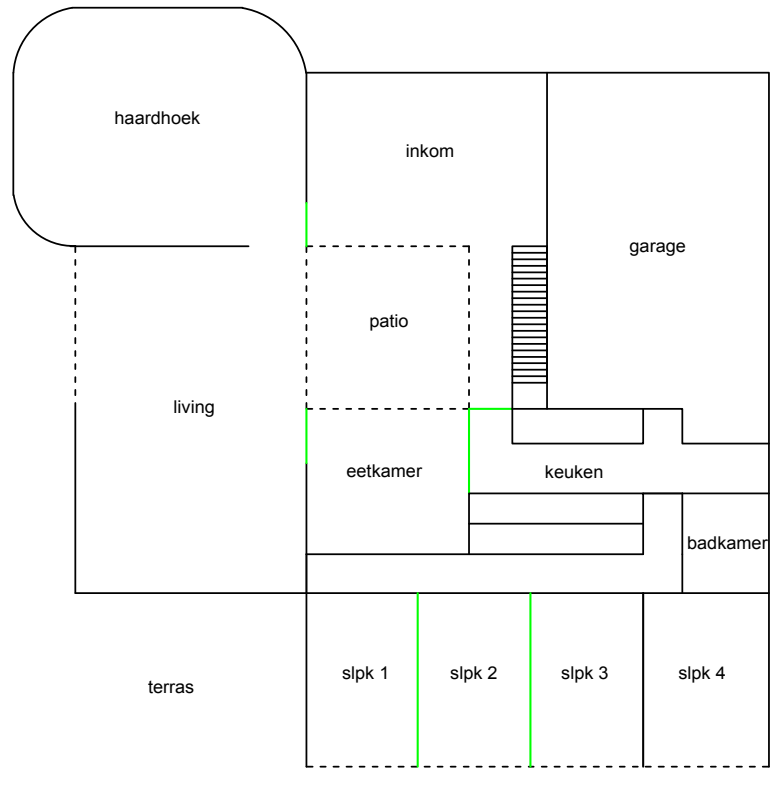 haardhoek
inkom
garage
patio
living
eetkamer
keuken
badkamer
slpk 1
slpk 2
slpk 3
slpk 4
terras